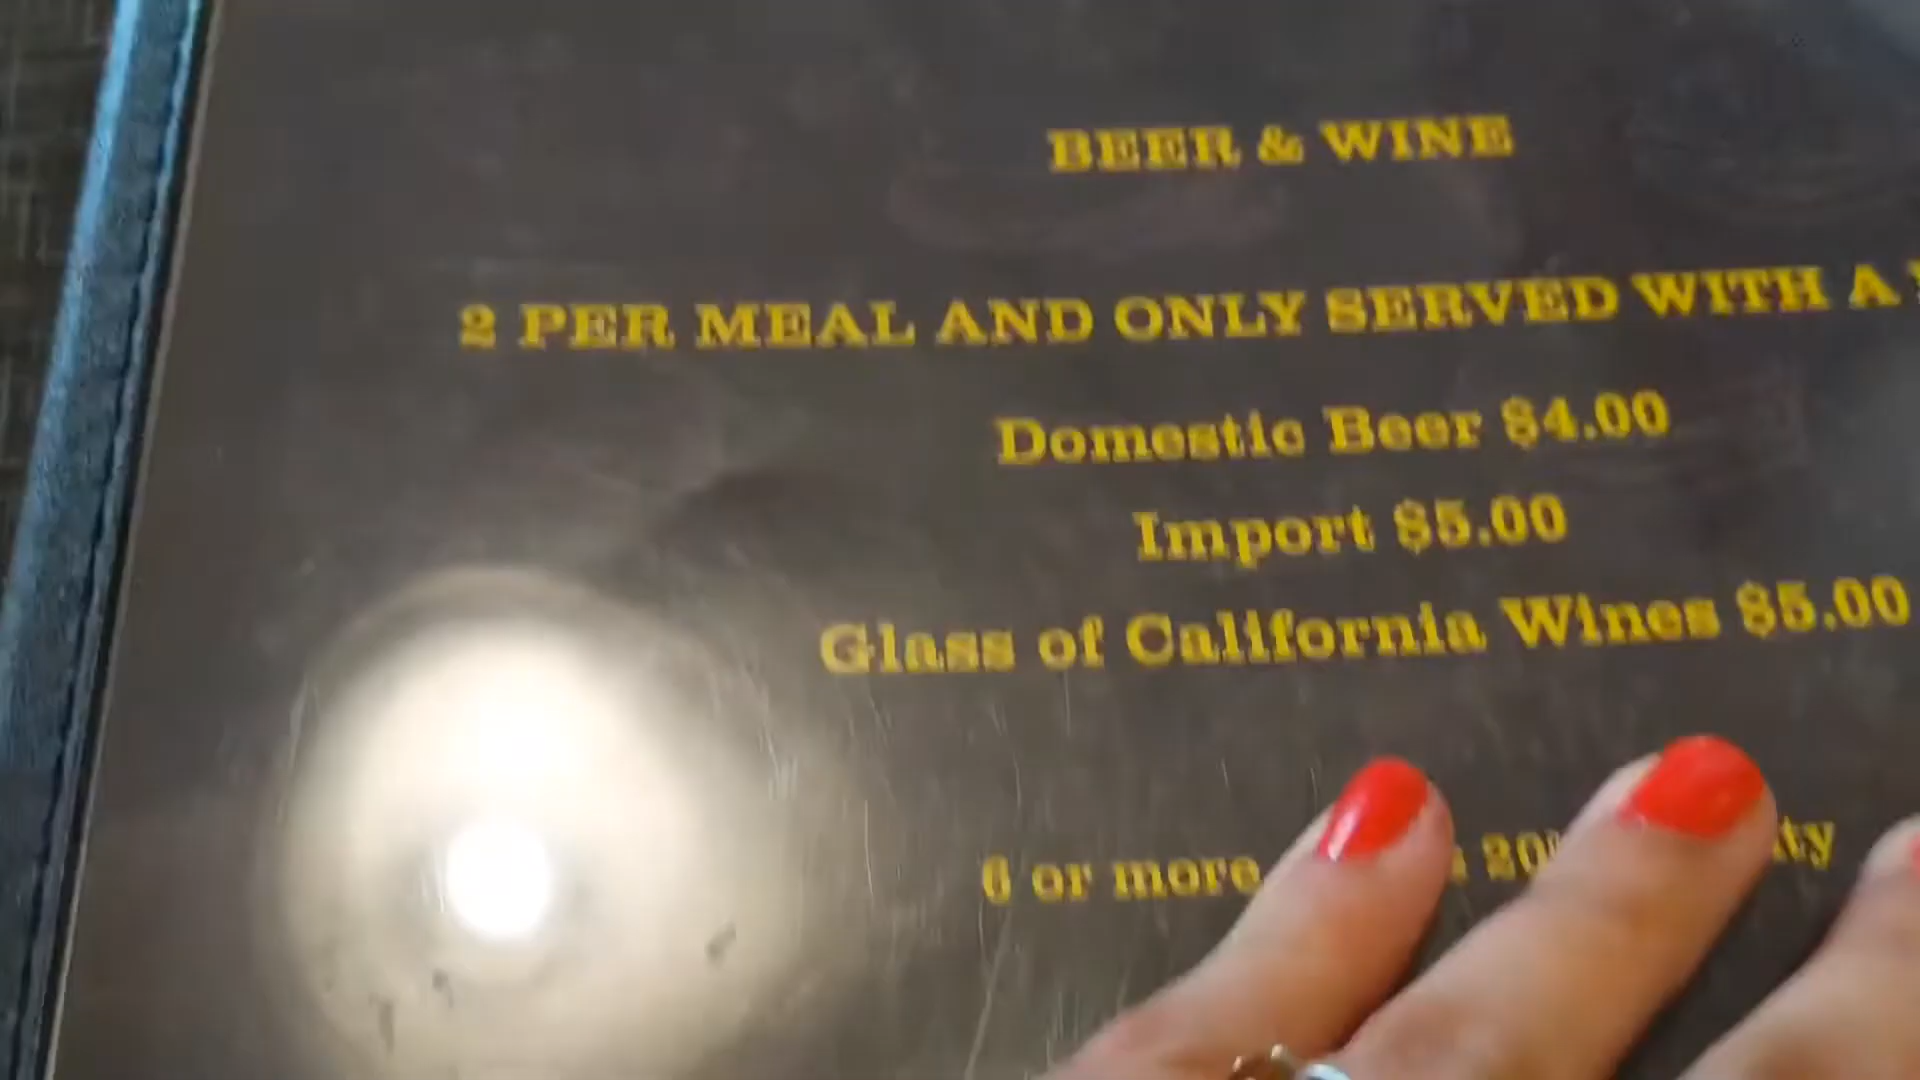 BEER & WINE
2 PER MEAL AND ONLY SERVED WITH A
Domestic Beer $4.00
Import $5.00
Glass of California Wines $5.00
6 or more 20